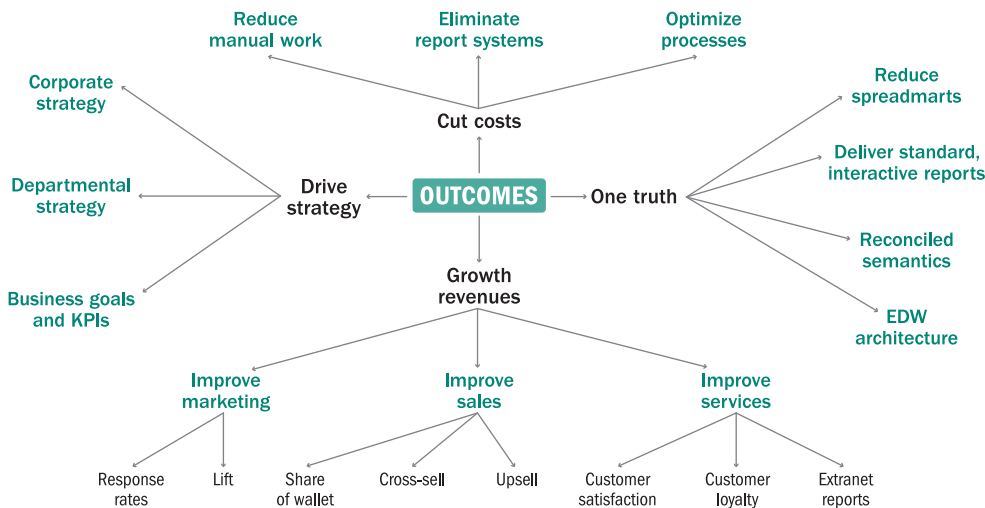 Reduce
manual work
Eliminate
report systems
Optimize
processes
Corporate
strategy
Reduce
spreadmarts
Cut costs
Deliver standard,
interactive reports
Departmental
strategy
Drive
strategy
OUTCOMES
One truth
Reconciled
semantics
Growth
revenues
Business goals
and KPIs
EDW
architecture
Improve
marketing
Improve
sales
Improve
services
Response
rates
Lift
Share
of wallet
Cross-sell
Upsell
Customer
satisfaction
Customer
loyalty
Extranet
reports